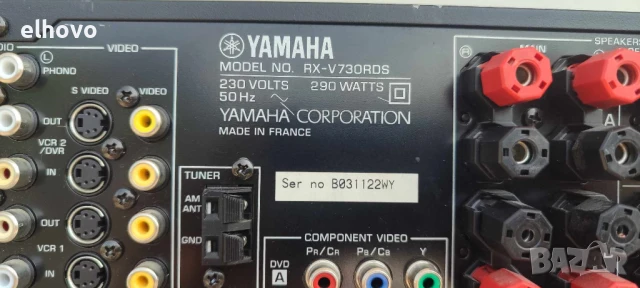 elhovo
YAMAHA
MODEL NO. RX-V730RDS
230 VOLTS 290 WATTS
50 Hz
YAMAHA CORPORATION
MADE IN FRANCE
DIO VIDEO
L
PHONO
S VIDEO VIDEO
OUT
VCR 2
/DVR
IN
OUT
VCR 1
IN
TUNER
AM
ANT
GND
Ser no B031122WY
COMPONENT VIDEO
DVD
A
PR/CR PB/CB Y
SPEAKERS
MAIN
R
A
BAZAR